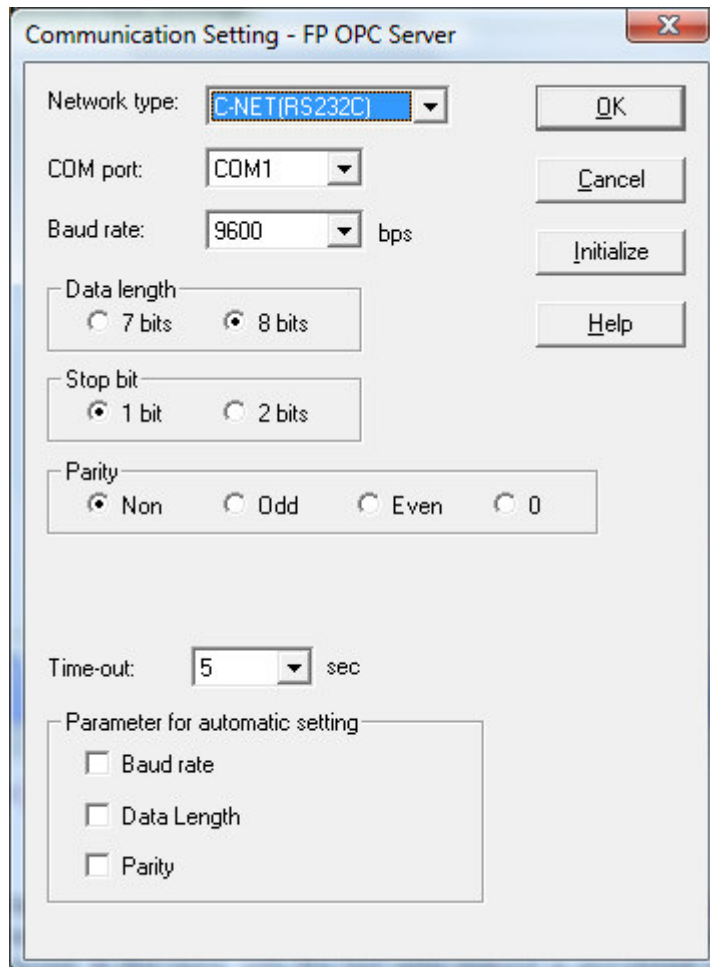 Communication Setting - FP OPC Server
Network type: C-NET(RS232C) OK
COM port: COM1 Cancel
Baud rate: 9600 bps Initialize
Data length
7 bits 8 bits Help
Stop bit
1 bit 2 bits
Parity
Non Odd Even 0
Time-out: 5 sec
Parameter for automatic setting
Baud rate
Data Length
Parity